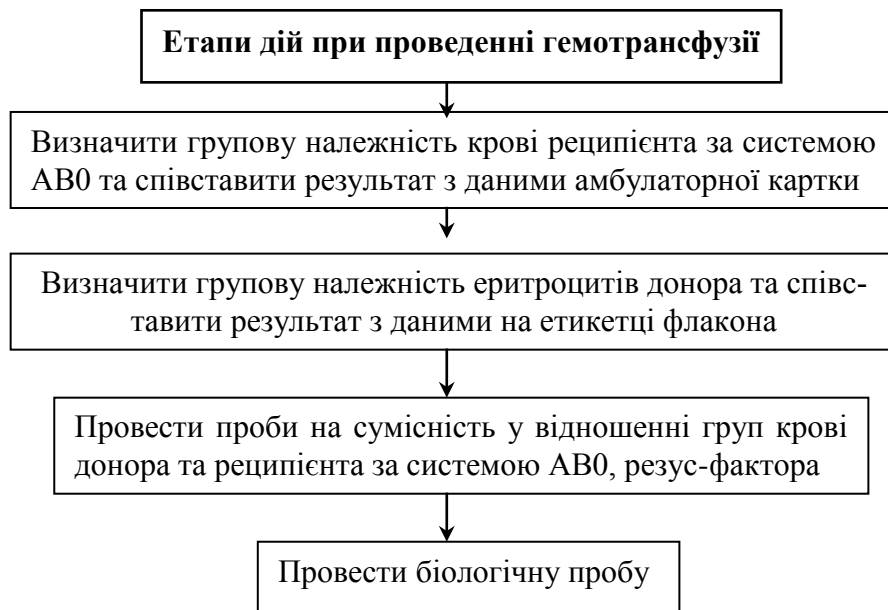 Етапи дій при проведенні гемотрансфузії
Визначити групову належність крові реципієнта за системою
АВ0 та співставити результат з даними амбулаторної картки
Визначити групову належність еритроцитів донора та співс-
тавити результат з даними на етикетці флакона
Провести проби на сумісність у відношенні груп крові
донора та реципієнта за системою АВ0, резус-фактора
Провести біологічну пробу